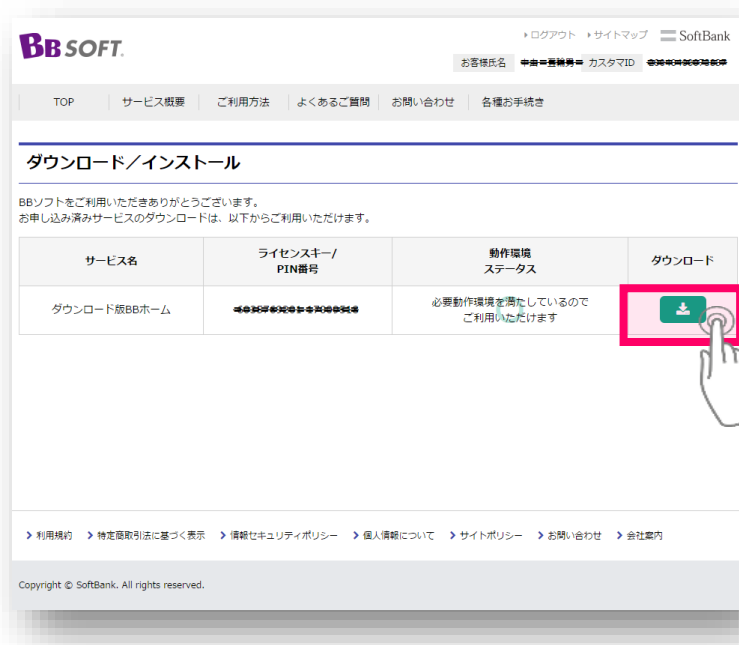 BB SOFT.
ログアウト サイトマップ SoftBank
お客様氏名 カスタマID
TOP サービス概要 ご利用方法 よくあるご質問 お問い合わせ 各種お手続き
ダウンロード／インストール
BBソフトをご利用いただきありがとうございます。
お申し込み済みサービスのダウンロードは、以下からご利用いただけます。
サービス名 ライセンスキー/ 動作環境 ダウンロード
PIN番号 ステータス
ダウンロード版BBホーム 必要動作環境を満たしているので
ご利用いただけます
利用規約 特定商取引法に基づく表示 情報セキュリティポリシー 個人情報について サイトポリシー お問い合わせ 会社案内
Copyright © SoftBank. All rights reserved.